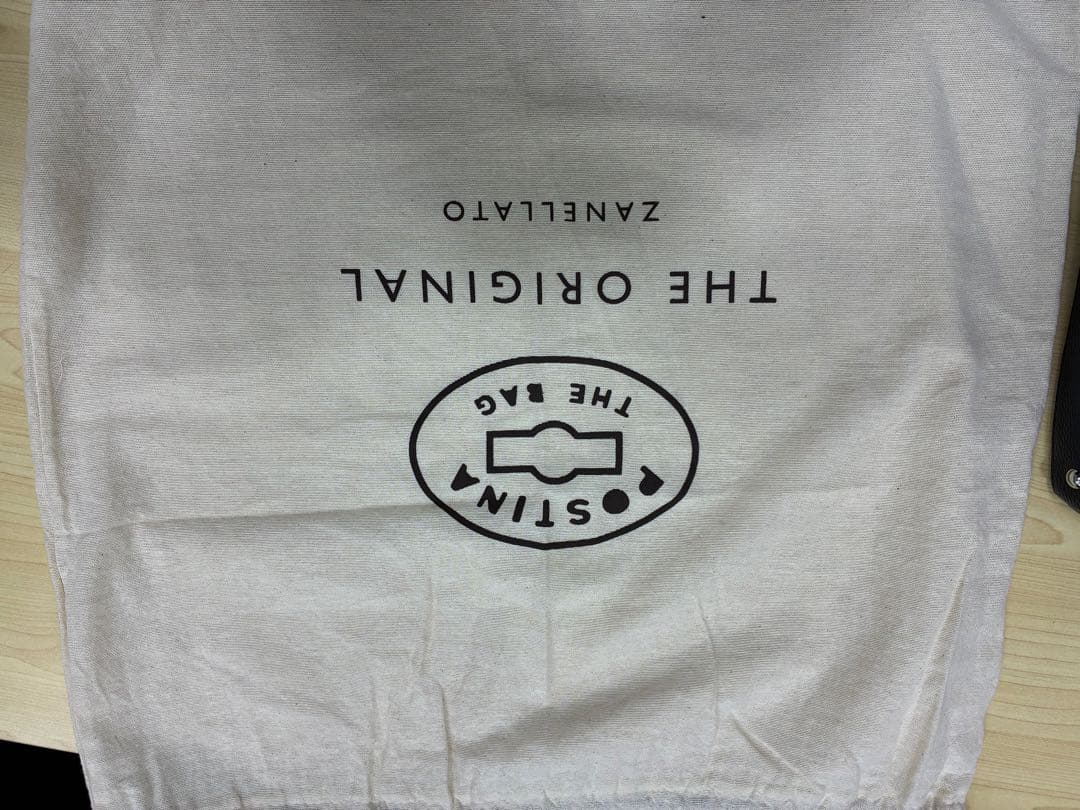 POSTINA
THE BAG
THE ORIGINAL
ZANELLATO